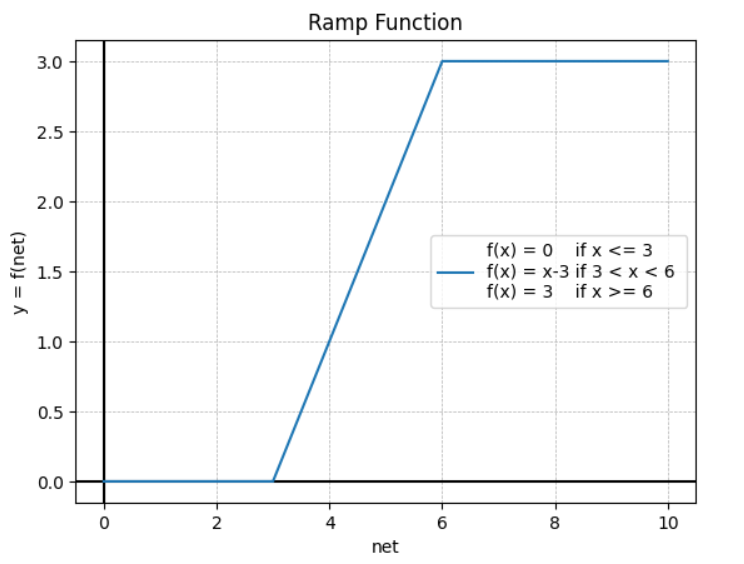 Ramp Function
3.0
2.5
2.0
1.5
1.0
0.5
0.0
y = f(net)
f(x) = 0 if x <= 3
f(x) = x-3 if 3 < x < 6
f(x) = 3 if x >= 6
0 2 4 6 8 10
net